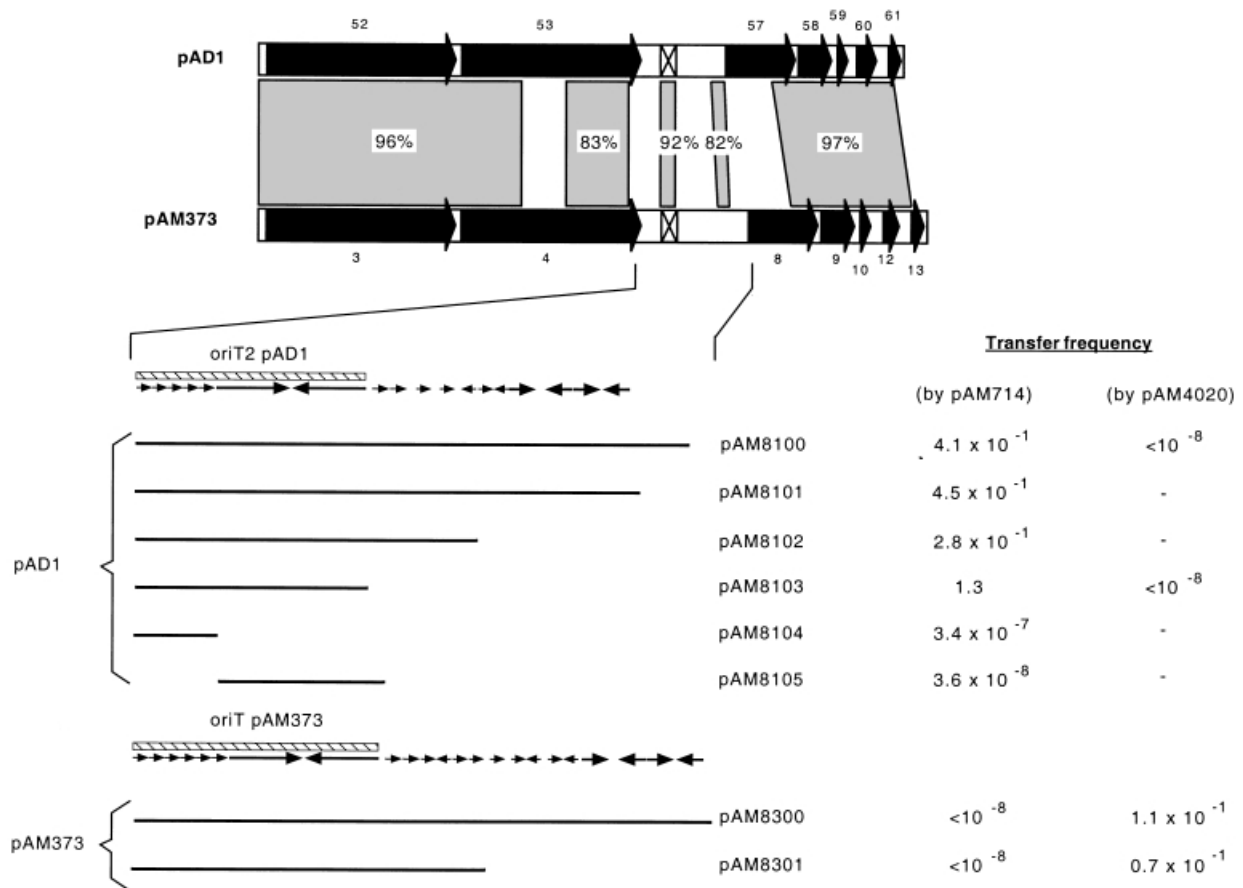 52 53 57 58 59 60 61
pAD1
96% 83% 92% 82% 97%
pAM373
3 4 8 9 10 12 13
oriT2 pAD1
Transfer frequency
(by pAM714) (by pAM4020)
pAD1
pAM8100 4.1 x 10 -1 <10 -8
pAM8101 4.5 x 10 -1 -
pAM8102 2.8 x 10 -1 -
pAM8103 1.3 <10 -8
pAM8104 3.4 x 10 -7 -
pAM8105 3.6 x 10 -8 -
oriT pAM373
pAM373
pAM8300 <10 -8 1.1 x 10 -1
pAM8301 <10 -8 0.7 x 10 -1